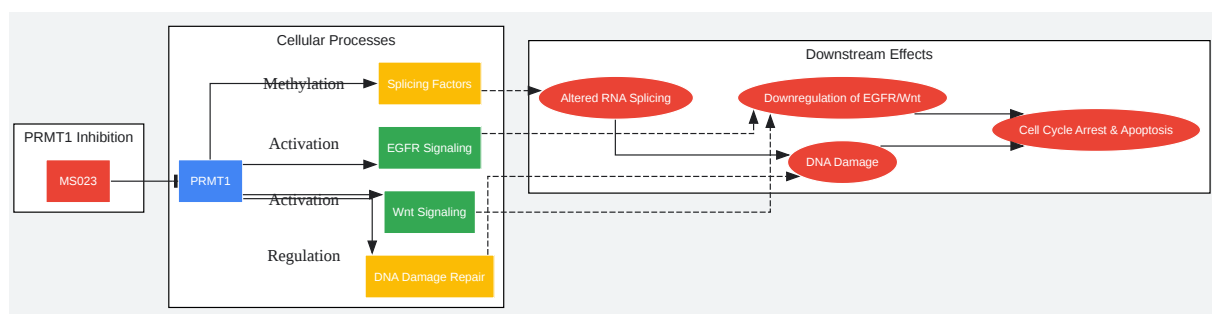 Cellular Processes
Downstream Effects
PRMT1 Inhibition
MS023
PRMT1
Methylation
Activation
Activation
Regulation
Splicing Factors
EGFR Signaling
Wnt Signaling
DNA Damage Repair
Altered RNA Splicing
Downregulation of EGFR/Wnt
DNA Damage
Cell Cycle Arrest & Apoptosis